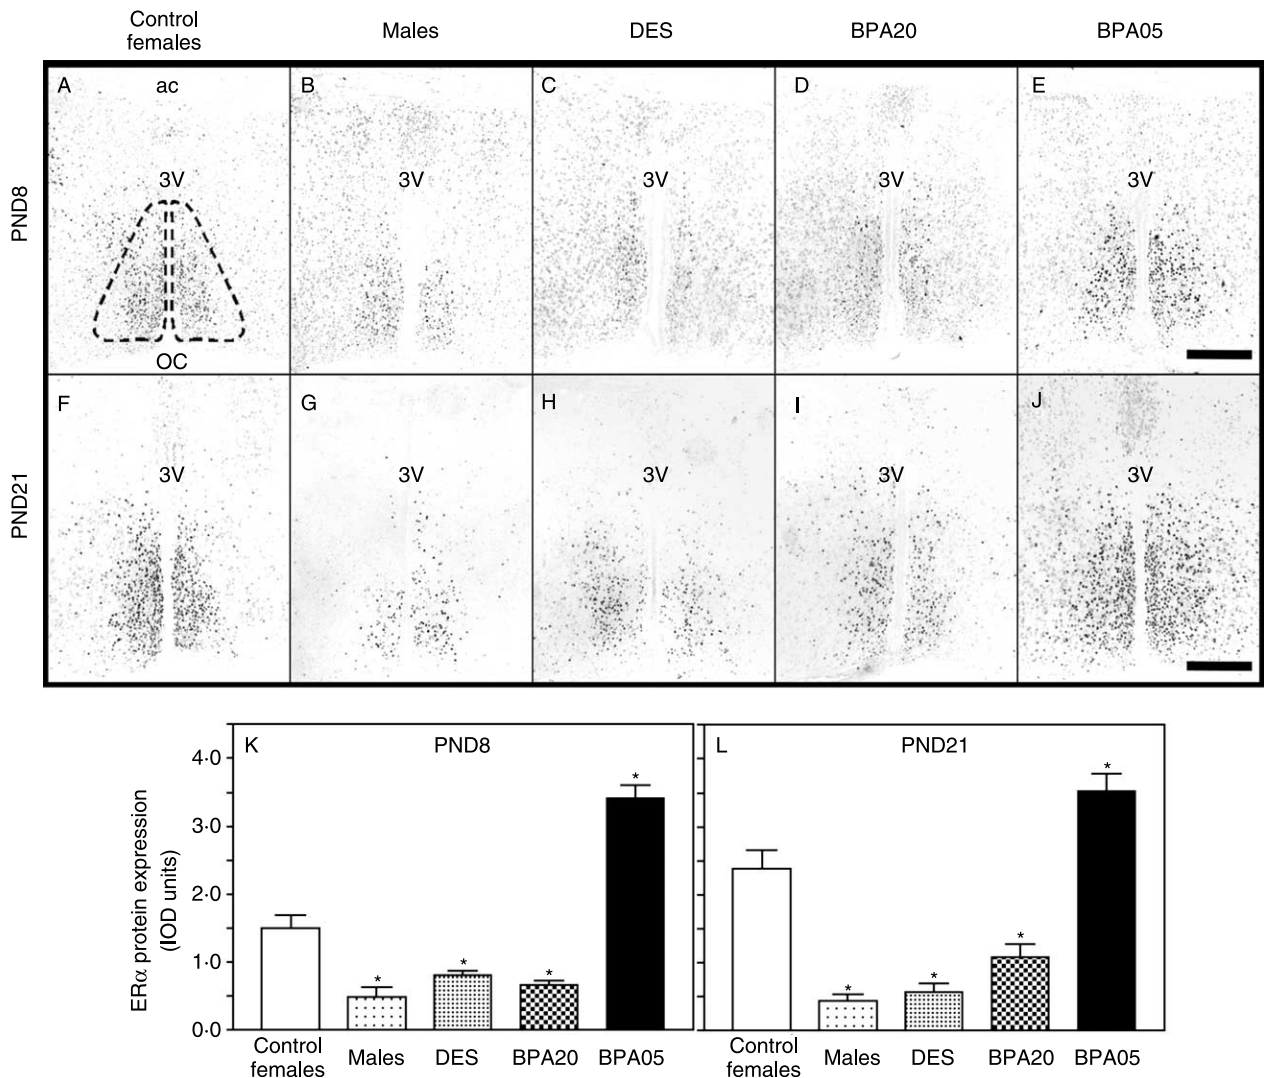 Control
females
Males
DES
BPA20
BPA05
PND8
A
ac
3V
OC
B
3V
C
3V
D
3V
E
3V
PND21
F
3V
G
3V
H
3V
I
3V
J
3V
ERα protein expression
(IOD units)
K
PND8
4·0
3·0
2·0
1·0
0·0
*
*
*
*
Control
females
Males
DES
BPA20
BPA05
L
PND21
*
*
*
*
Control
females
Males
DES
BPA20
BPA05